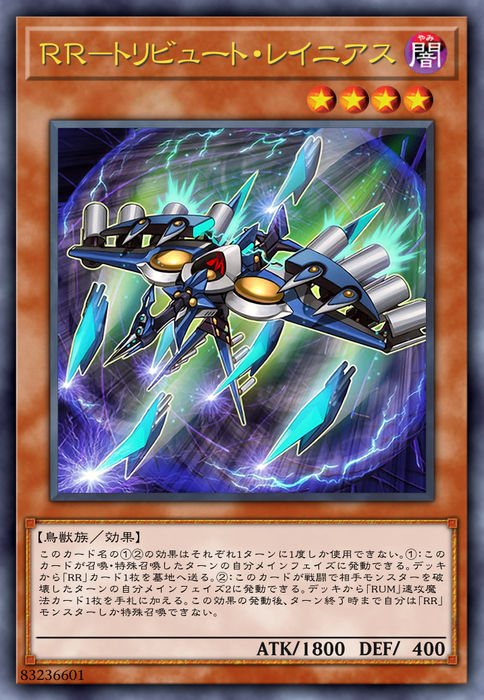 RR－トリビュート・レイニアス
やみ
闇
【鳥獣族／効果】
このカード名の①②の効果はそれぞれ1ターンに1度しか使用できない。①：この
カードが召喚・特殊召喚したターンの自分メインフェイズに発動できる。デッキ
から「RR」カード1枚を墓地へ送る。②：このカードが戦闘で相手モンスターを破
壊したターンの自分メインフェイズ2に発動できる。デッキから「RUM」速攻魔
法カード1枚を手札に加える。この効果の発動後、ターン終了時まで自分は「RR」
モンスターしか特殊召喚できない。
ATK/1800 DEF/ 400
83236601